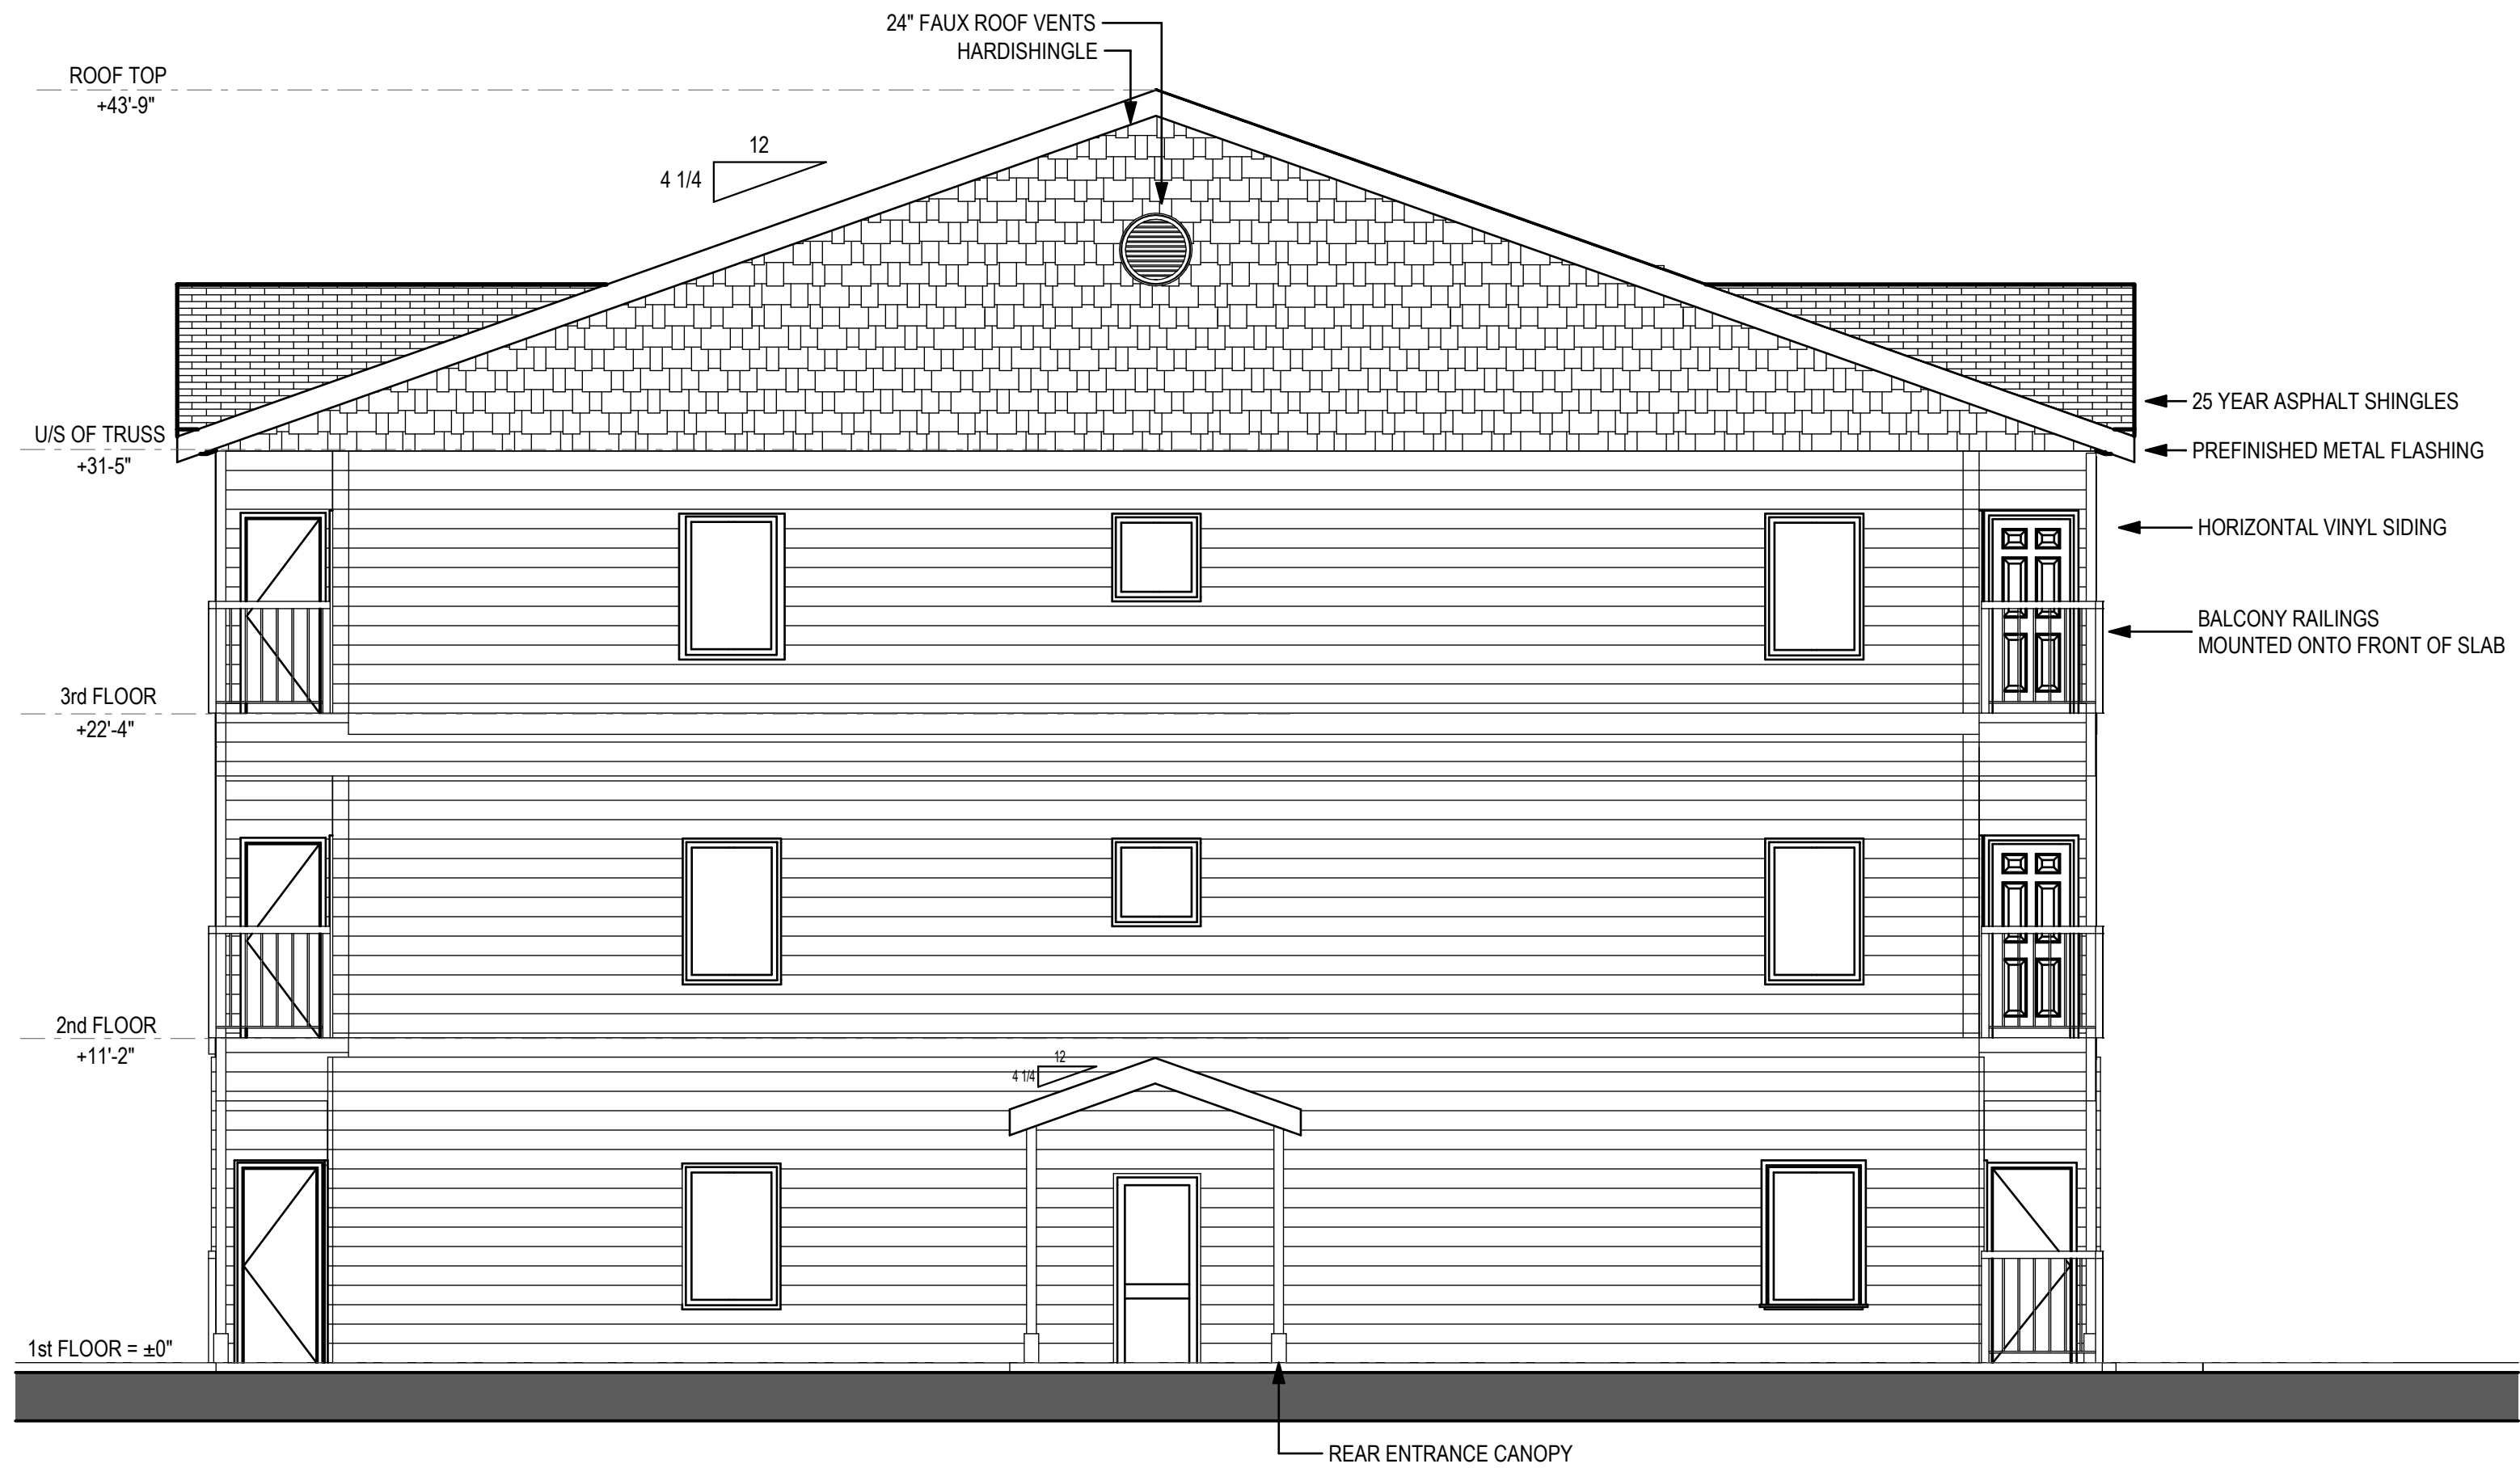 24" FAUX ROOF VENTS
HARDISHINGLE
ROOF TOP
+43'-9"
12
4 1/4
25 YEAR ASPHALT SHINGLES
U/S OF TRUSS
+31-5"
PREFINISHED METAL FLASHING
HORIZONTAL VINYL SIDING
BALCONY RAILINGS
MOUNTED ONTO FRONT OF SLAB
3rd FLOOR
+22'-4"
2nd FLOOR
+11'-2"
12
4 1/4
1st FLOOR = ±0"
REAR ENTRANCE CANOPY